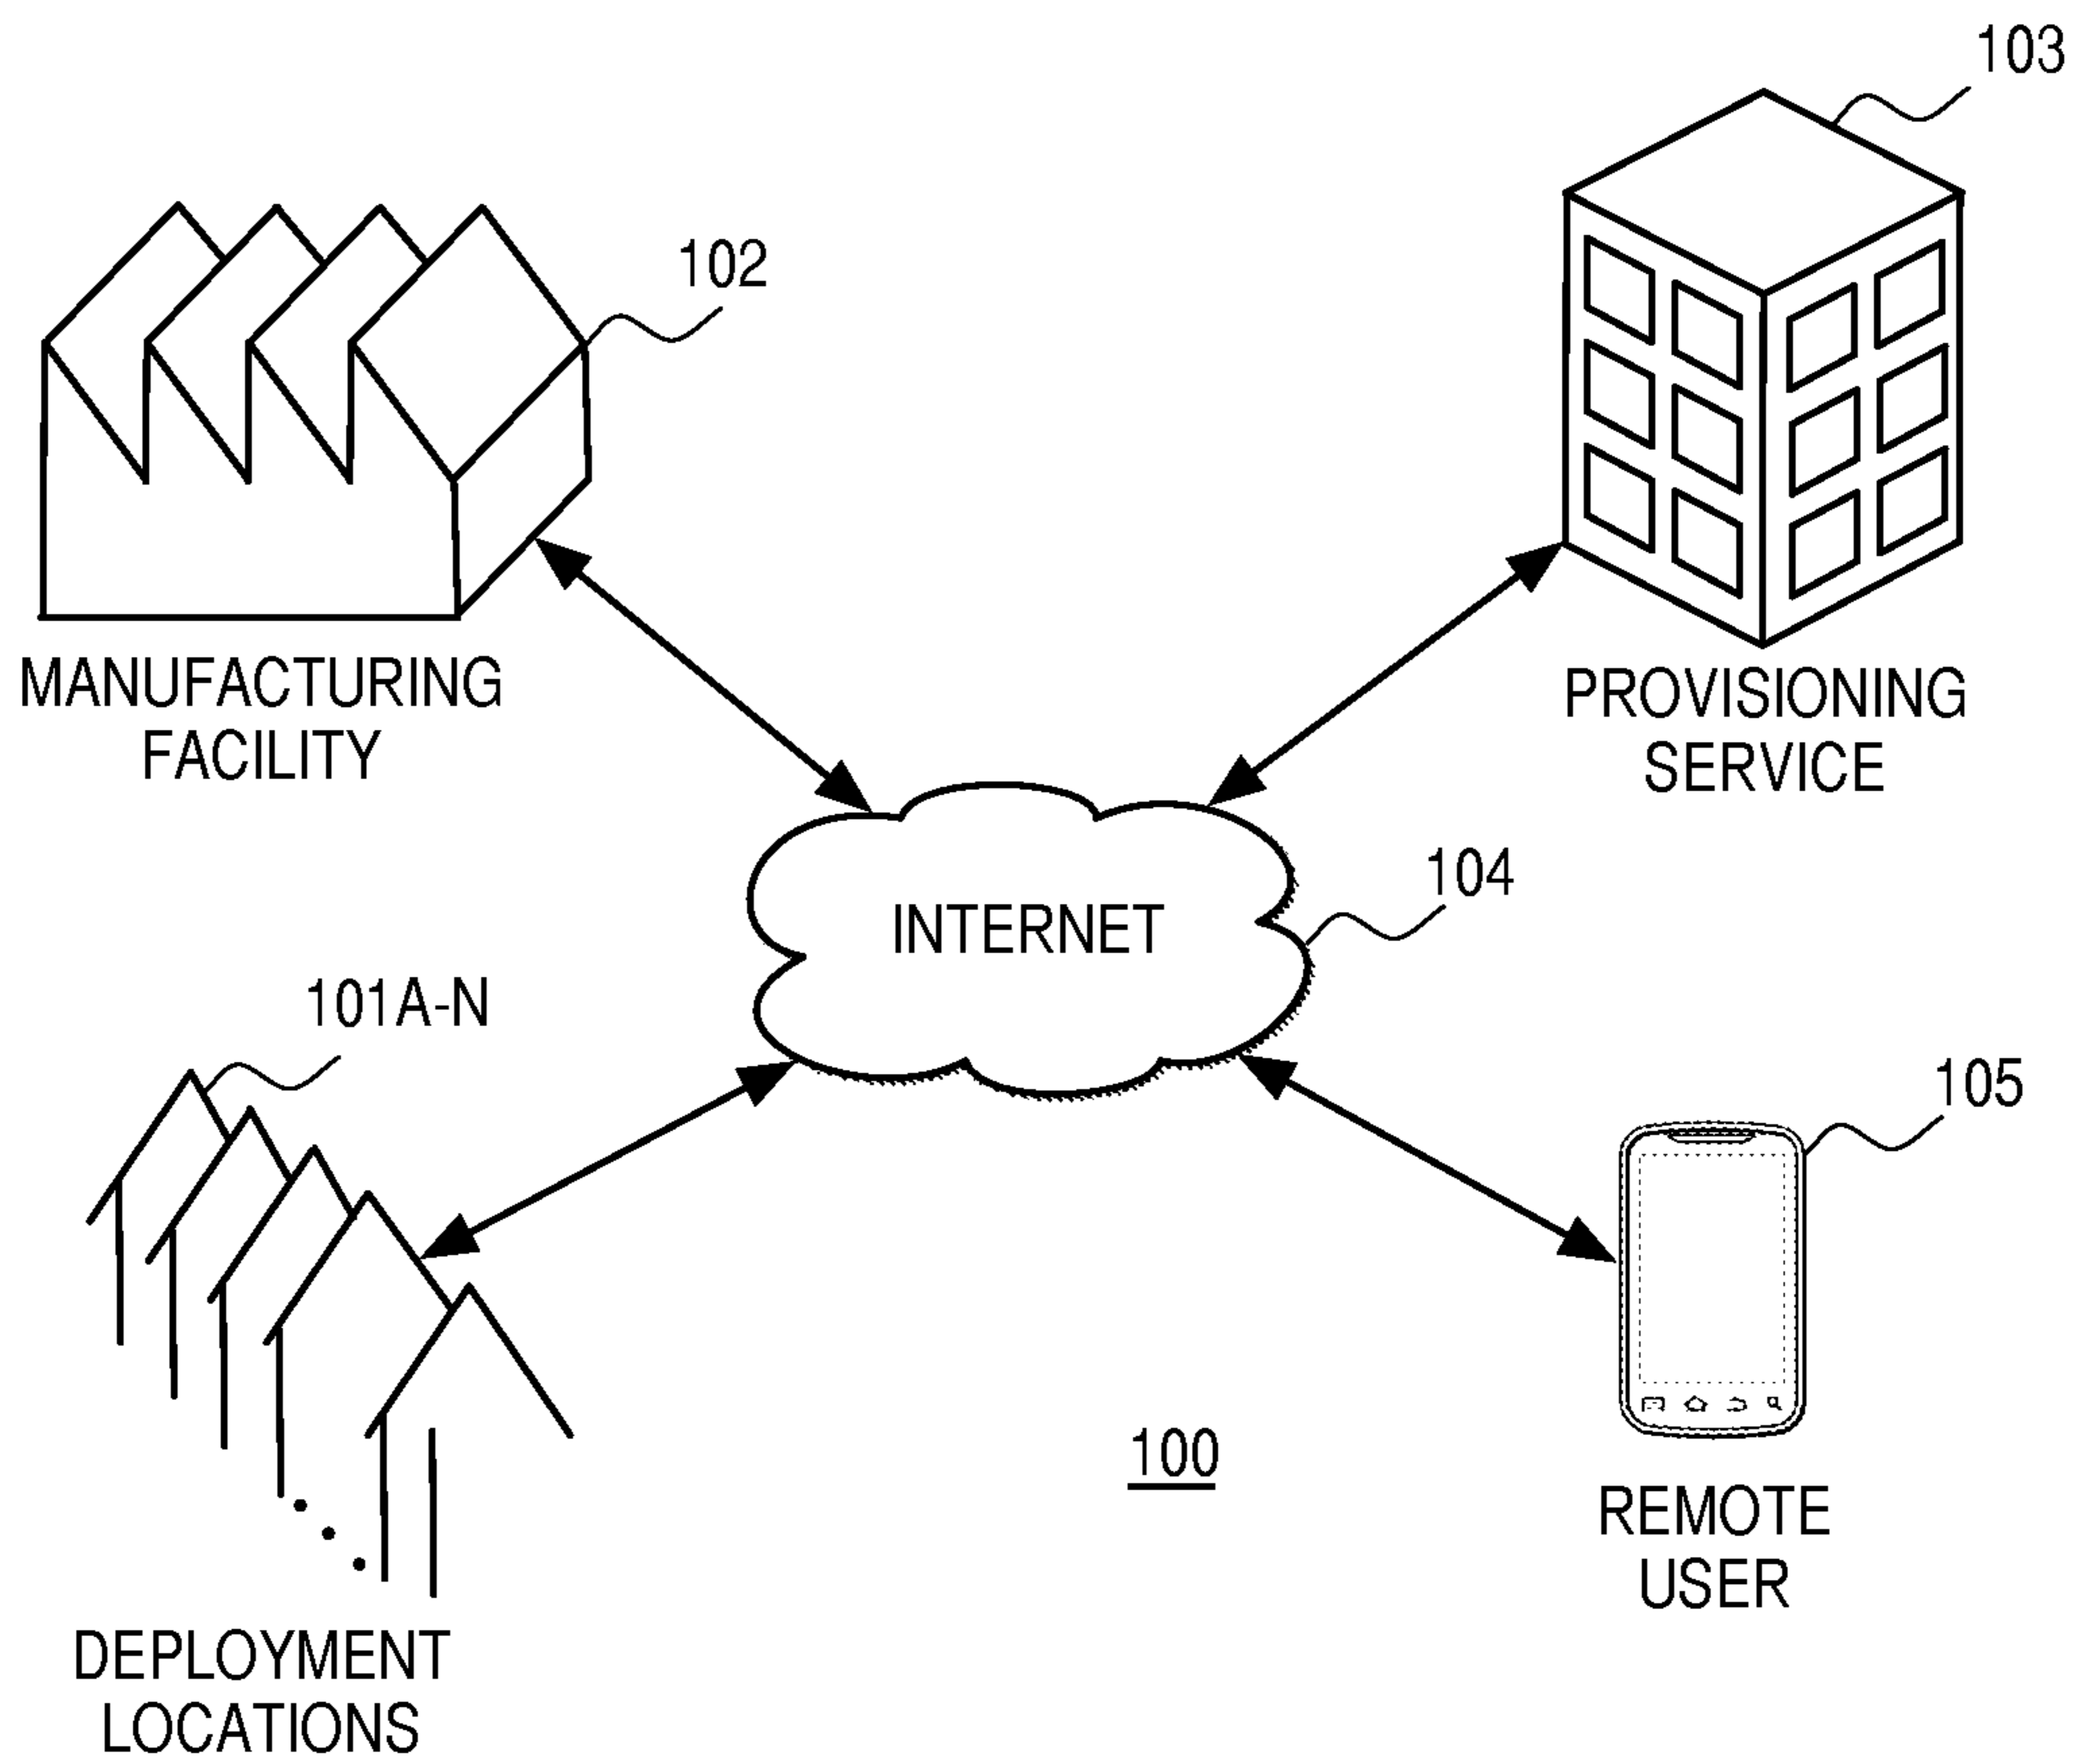 103
102
MANUFACTURING
FACILITY
PROVISIONING
SERVICE
104
INTERNET
101A-N
105
100
REMOTE
USER
DEPLOYMENT
LOCATIONS